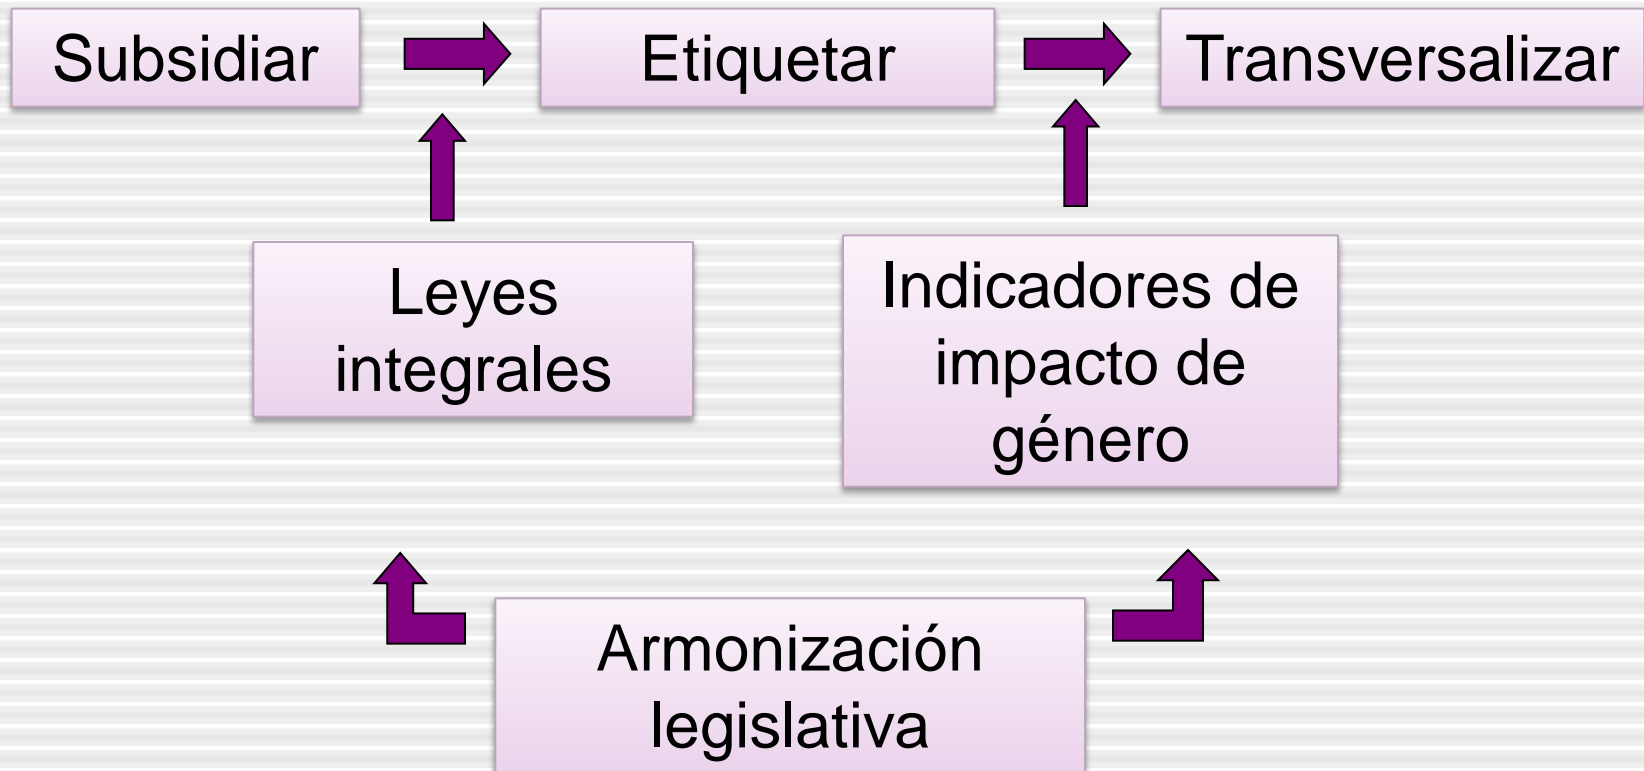 Subsidiar
Etiquetar
Transversalizar
Leyes
integrales
Indicadores de
impacto de
género
Armonización
legislativa